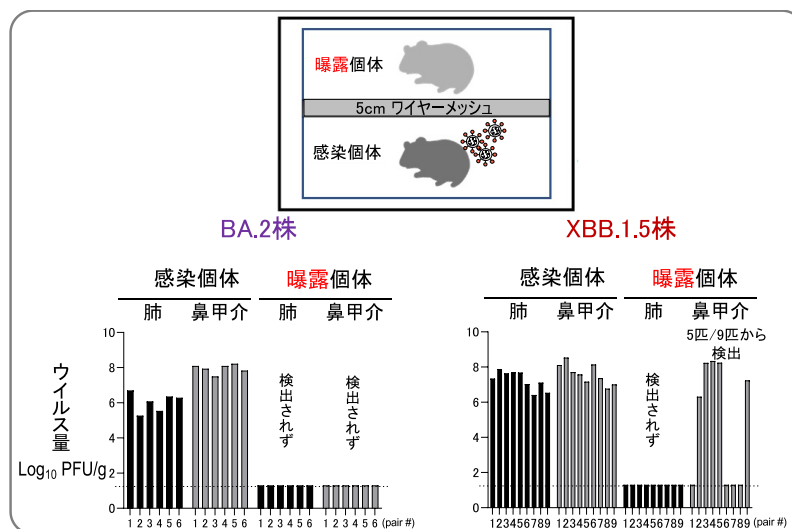 曝露個体
5cm ワイヤーメッシュ
感染個体
BA.2株
XBB.1.5株
感染個体 曝露個体
肺 鼻甲介 肺 鼻甲介
ウイルス量
Log₁₀ PFU/g
10
8
6
4
2
0
検出されず
検出されず
1 2 3 4 5 6 1 2 3 4 5 6 1 2 3 4 5 6 1 2 3 4 5 6 (pair #)
感染個体 曝露個体
肺 鼻甲介 肺 鼻甲介
5匹/9匹から
検出
10
8
6
4
2
0
検出されず
123456789 123456789 123456789 123456789 (pair #)